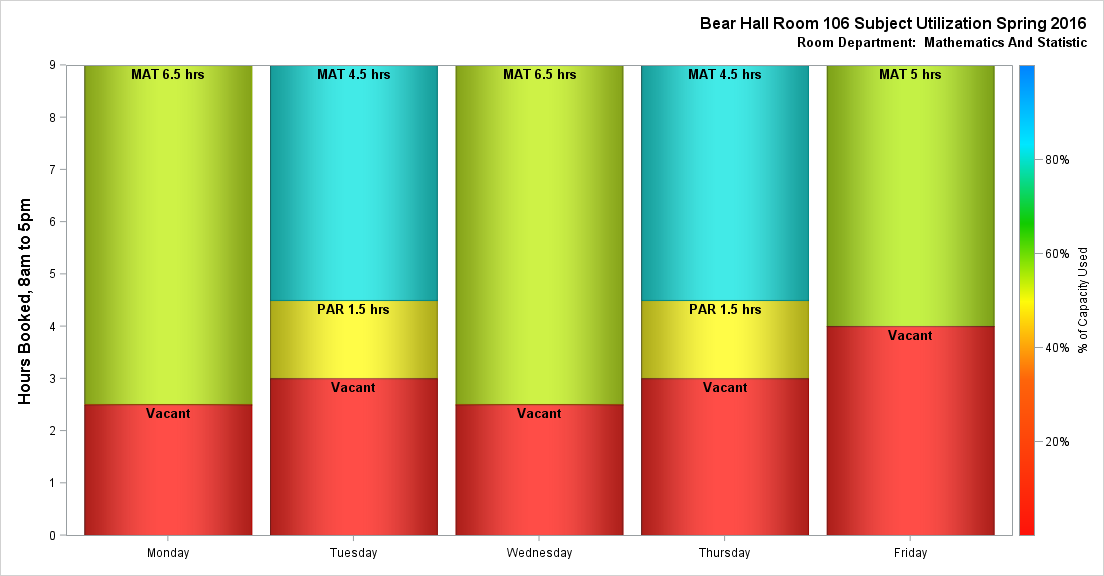 Bear Hall Room 106 Subject Utilization Spring 2016
Room Department:  Mathematics And Statistic
Hours Booked, 8am to 5pm
9
8
7
6
5
4
3
2
1
0
MAT 6.5 hrs
Vacant
MAT 4.5 hrs
PAR 1.5 hrs
Vacant
MAT 6.5 hrs
Vacant
MAT 4.5 hrs
PAR 1.5 hrs
Vacant
MAT 5 hrs
Vacant
Monday
Tuesday
Wednesday
Thursday
Friday
80%
60%
40%
20%
% of Capacity Used